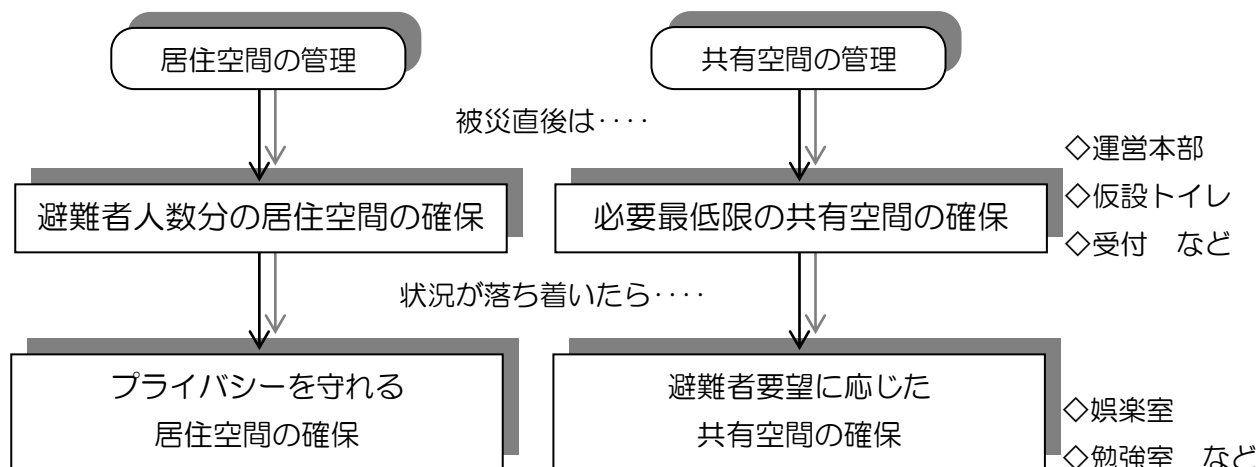 居住空間の管理
共有空間の管理
被災直後は‥‥
◇運営本部
避難者人数分の居住空間の確保
必要最低限の共有空間の確保
◇仮設トイレ
◇受付　など
状況が落ち着いたら‥‥
プライバシーを守れる
居住空間の確保
避難者要望に応じた
共有空間の確保
◇娯楽室
◇勉強室　など